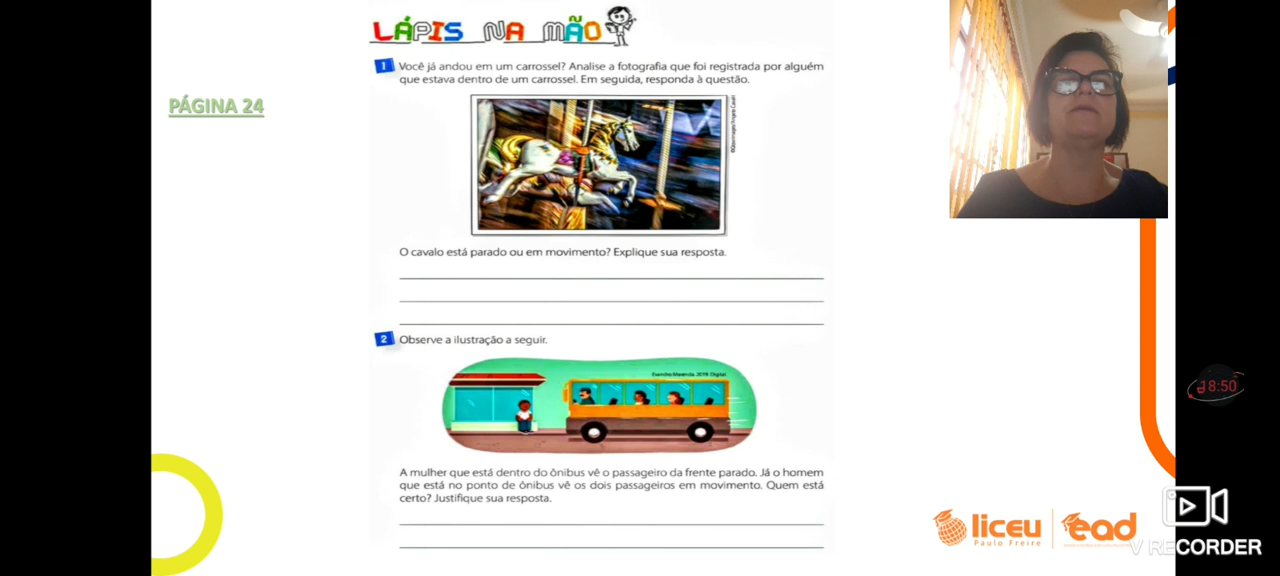 LÁPIS NA MÃO
PÁGINA 24
1 Você já andou em um carrossel? Analise a fotografia que foi registrada por alguém
que estava dentro de um carrossel. Em seguida, responda à questão.
O cavalo está parado ou em movimento? Explique sua resposta.
2 Observe a ilustração a seguir.
A mulher que está dentro do ônibus vê o passageiro da frente parado. Já o homem
que está no ponto de ônibus vê os dois passageiros em movimento. Quem está
certo? Justifique sua resposta.
18:50
liceu
Paulo Freire
ead
V RECORDER